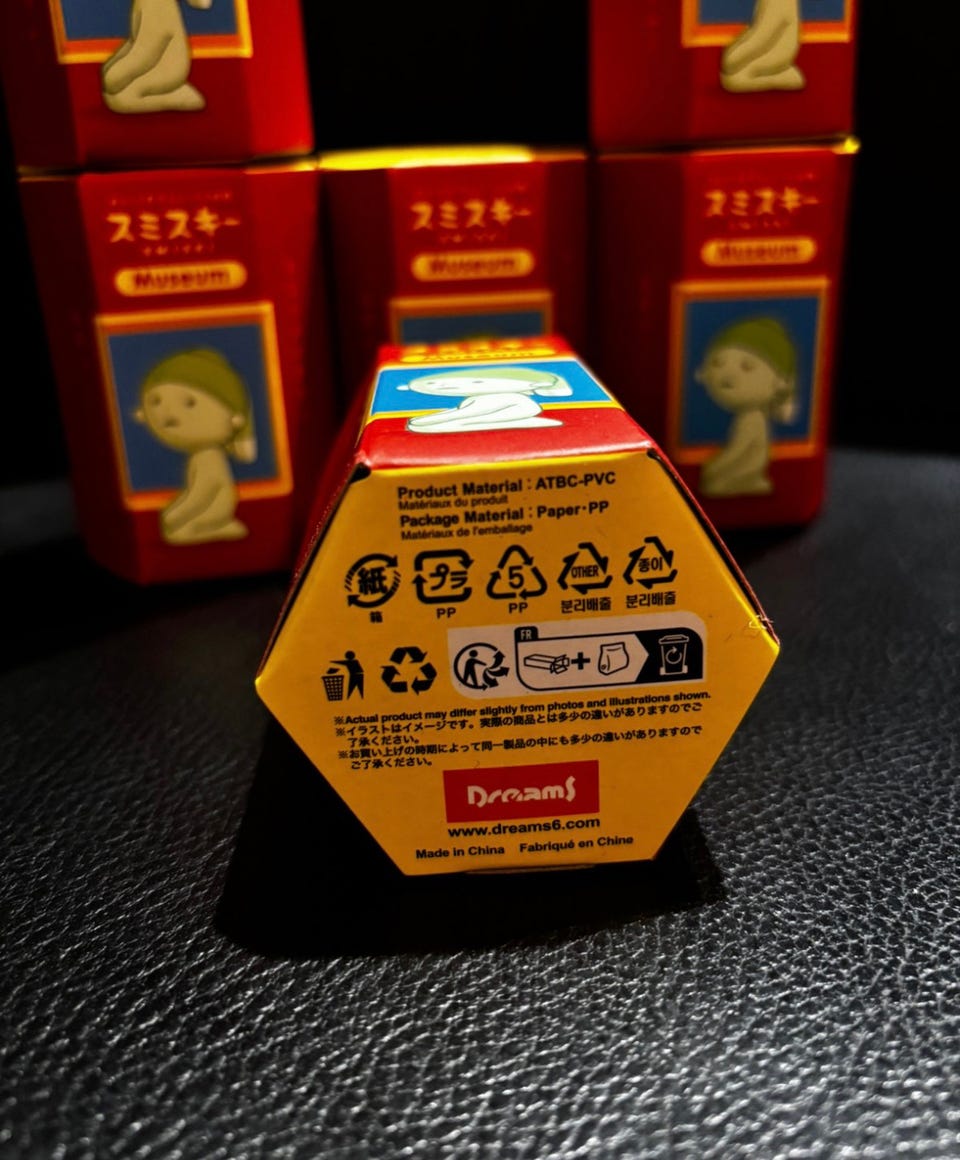 スミスキー
Museum
スミスキー
Museum
スミスキー
Museum
Product Material : ATBC-PVC
Matériaux du produit
Package Material : Paper・PP
Matériaux de l'emballage
紙
プラ
5
OTHER
종이
箱
PP
PP
분리배출
분리배출
FR
※Actual product may differ slightly from photos and illustrations shown.
※イラストはイメージです。実際の商品とは多少の違いがありますのでご
了承ください。
※お買い上げの時期によって同一製品の中にも多少の違いがありますので
ご了承ください。
Dreams
www.dreams6.com
Made in China Fabriqué en Chine